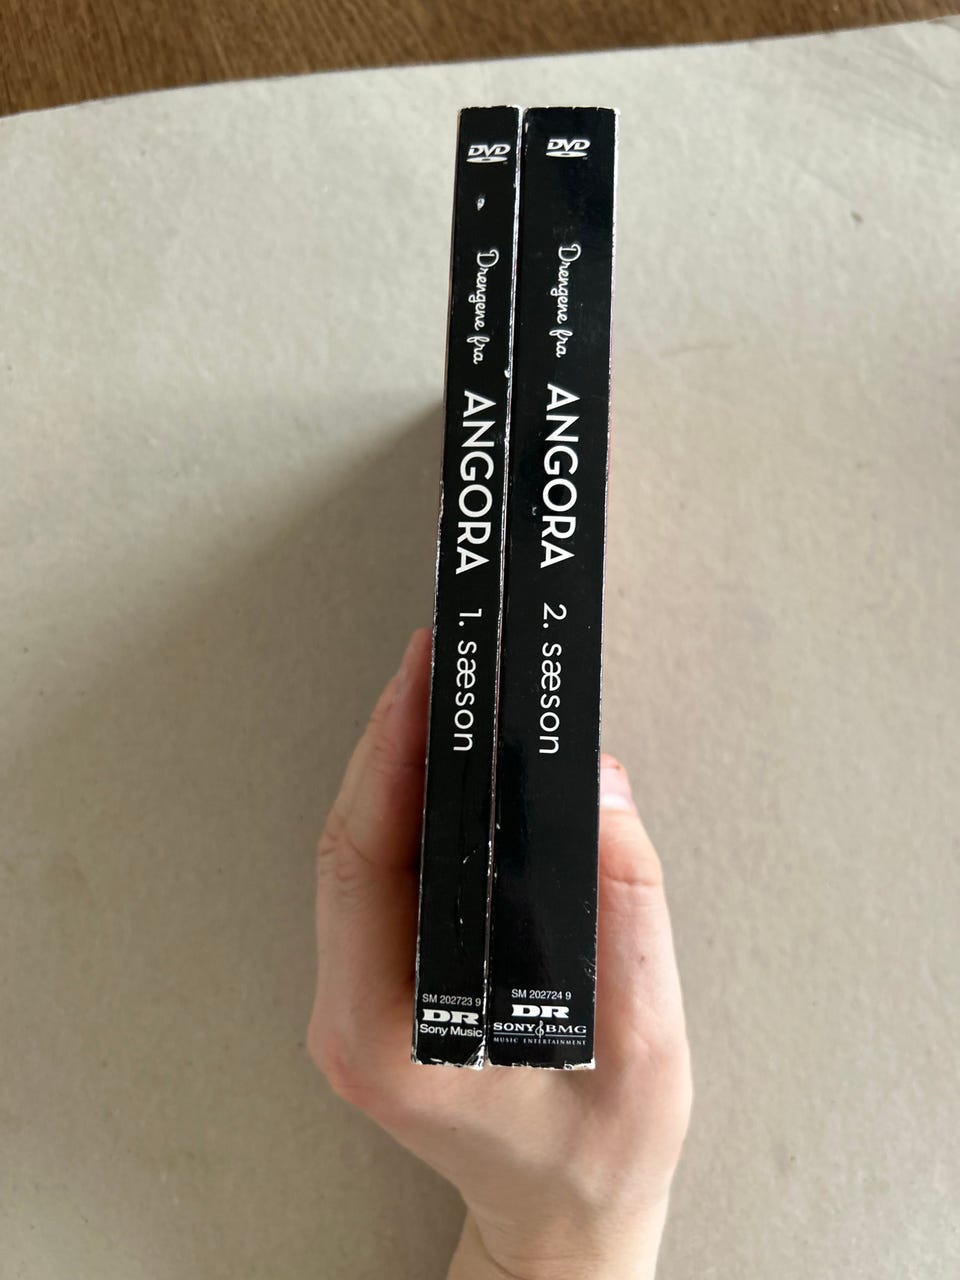 DVD
Drengene fra ANGORA 1. sæson
SM 202723 9
DR
Sony Music
DVD
Drengene fra ANGORA 2. sæson
SM 202724 9
DR
SONY BMG
MUSIC ENTERTAINMENT